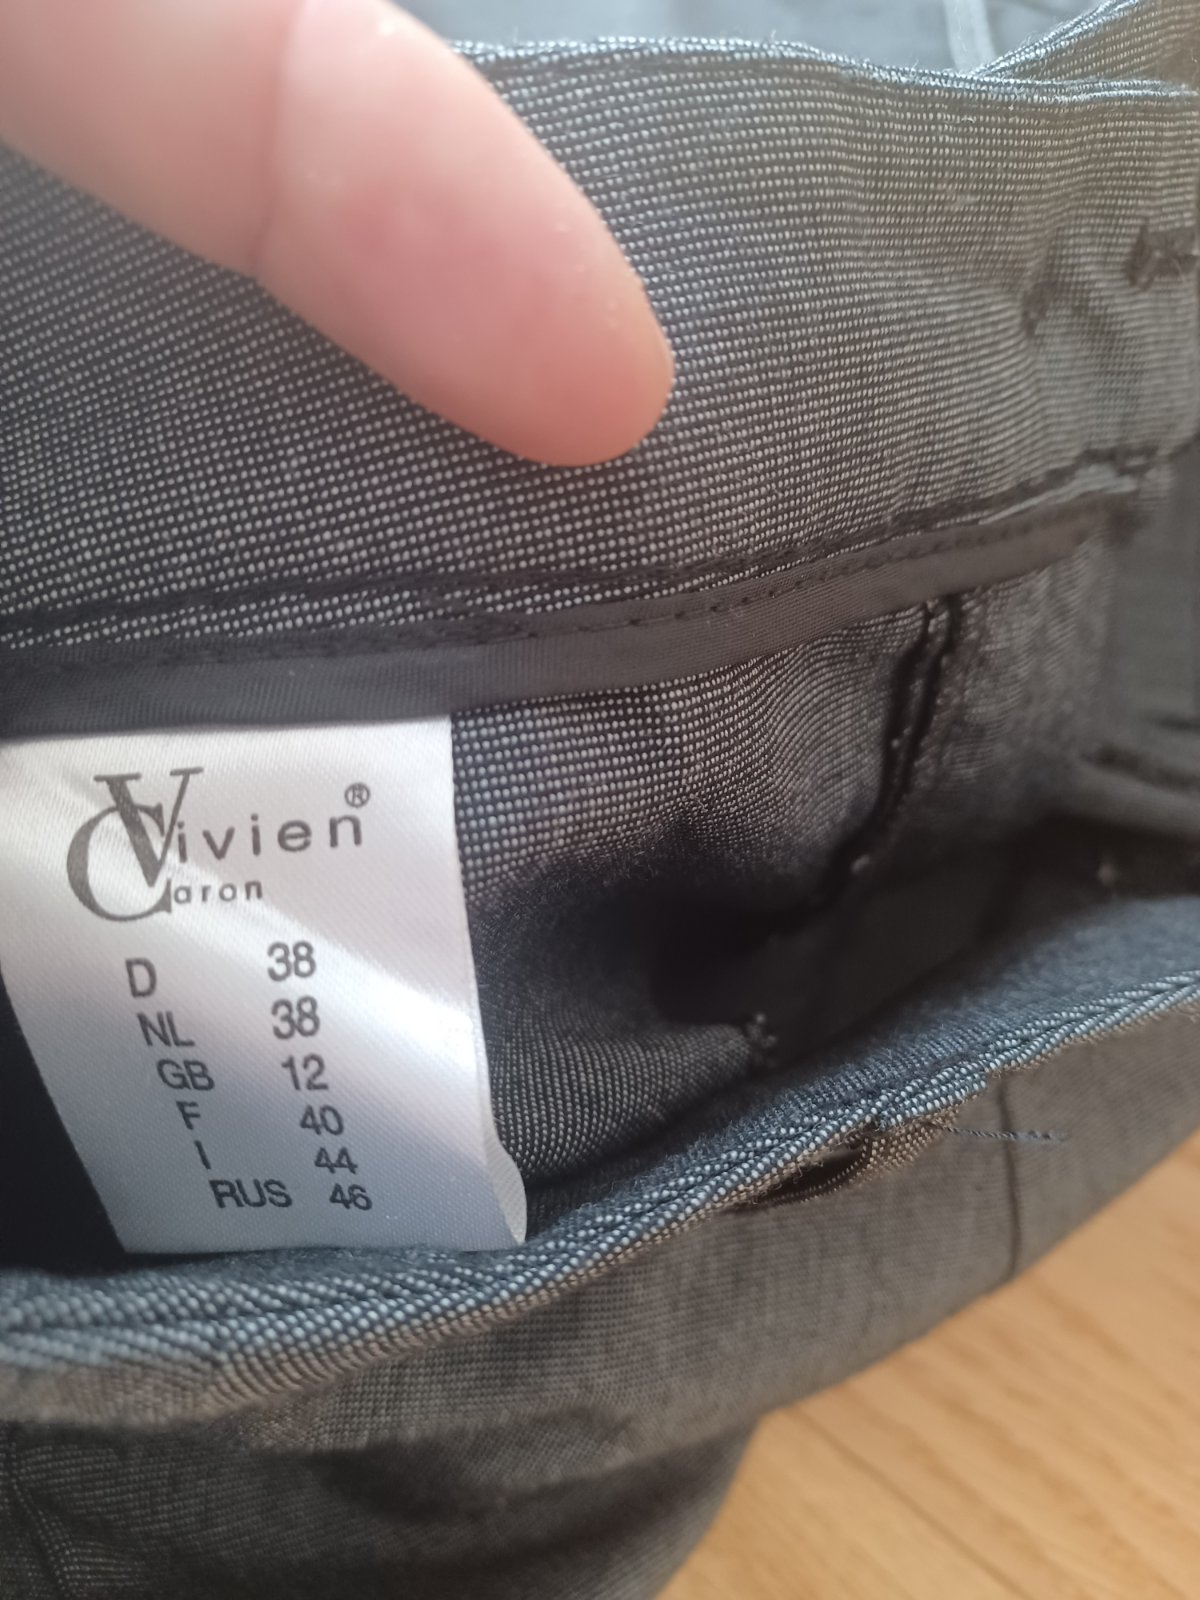 Vivien®
Caron
D 38
NL 38
GB 12
F 40
I 44
RUS 46